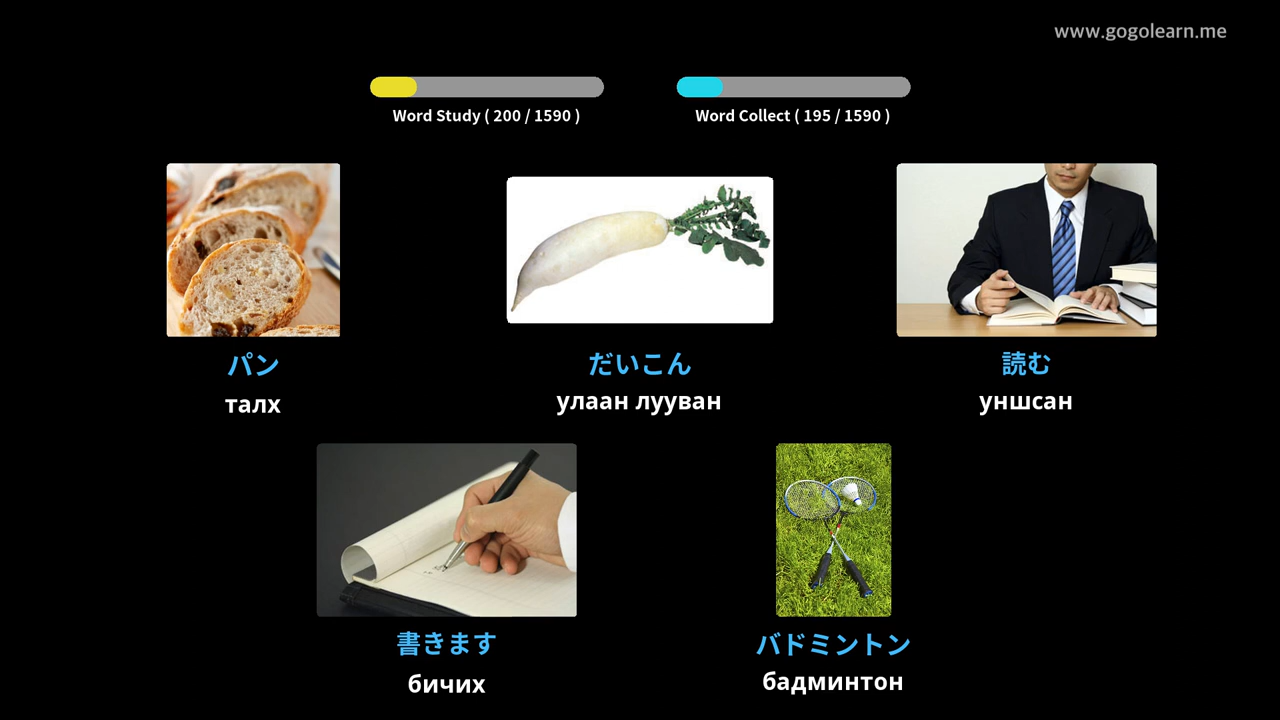 www.gogolearn.me
Word Study ( 200 / 1590 )
Word Collect ( 195 / 1590 )
パン
талх
だいこん
улаан лууван
読む
уншсан
書きます
бичих
バドミントン
бадминтон